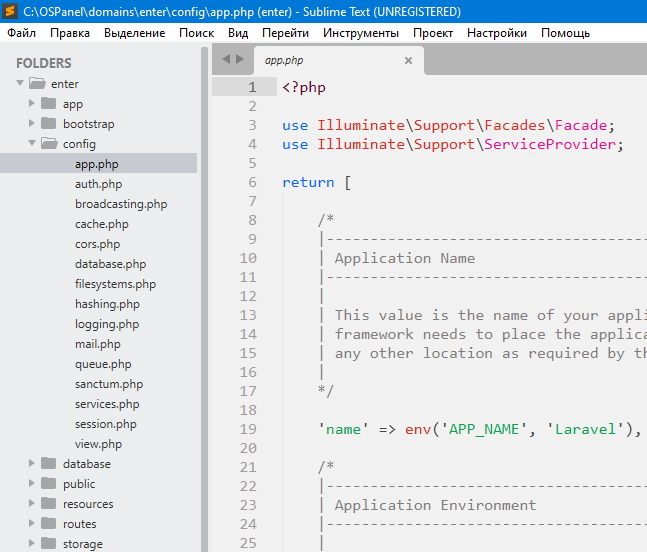 C:\OSPanel\domains\enter\config\app.php (enter) - Sublime Text (UNREGISTERED)
Файл Правка Выделение Поиск Вид Перейти Инструменты Проект Настройки Помощь
FOLDERS
enter
app
bootstrap
config
app.php
auth.php
broadcasting.php
cache.php
cors.php
database.php
filesystems.php
hashing.php
logging.php
mail.php
queue.php
sanctum.php
services.php
session.php
view.php
database
public
resources
routes
storage
app.php ×
1 <?php
2
3 use Illuminate\Support\Facades\Facade;
4 use Illuminate\Support\ServiceProvider;
5
6 return [
7
8 /*
9 |------------------------------------
10 | Application Name
11 |------------------------------------
12 |
13 | This value is the name of your appli
14 | framework needs to place the applica
15 | any other location as required by th
16 |
17 */
18
19 'name' => env('APP_NAME', 'Laravel'),
20
21 /*
22 |------------------------------------
23 | Application Environment
24 |------------------------------------
25 |